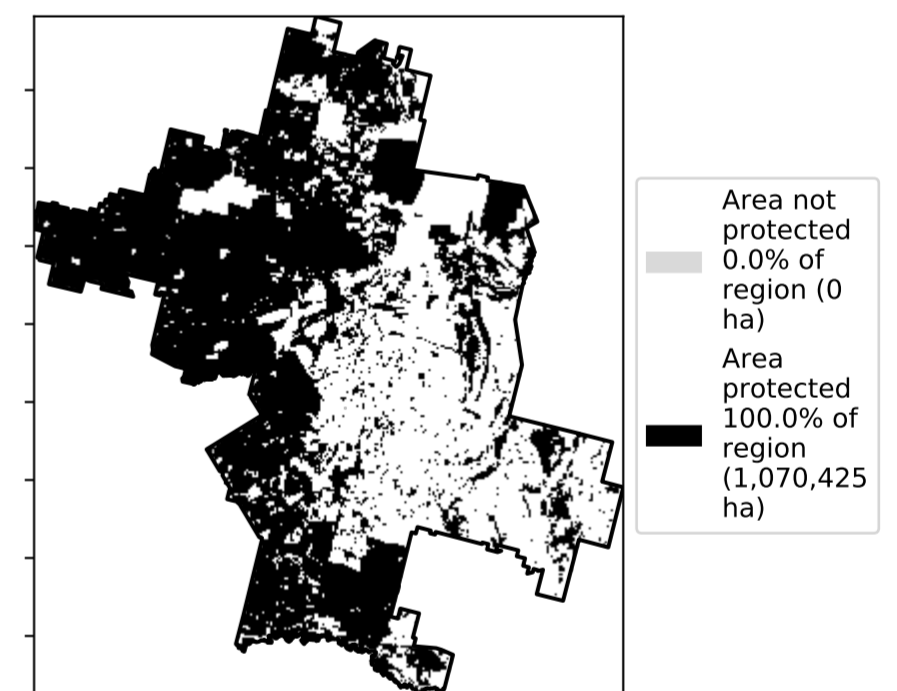 Area not
protected
0.0% of
region (0
ha)
Area
protected
100.0% of
region
(1,070,425
ha)